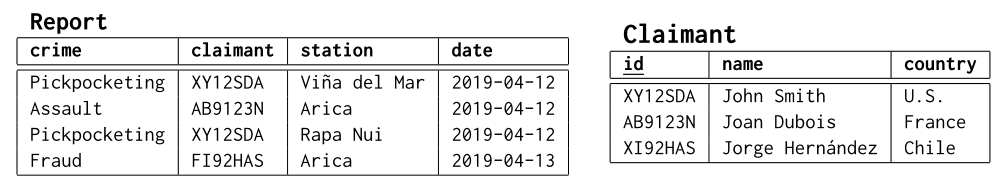 Report
crime claimant station date
Pickpocketing XY12SDA Viña del Mar 2019-04-12
Assault AB9123N Arica 2019-04-12
Pickpocketing XY12SDA Rapa Nui 2019-04-12
Fraud FI92HAS Arica 2019-04-13
Claimant
id name country
XY12SDA John Smith U.S.
AB9123N Joan Dubois France
XI92HAS Jorge Hernández Chile